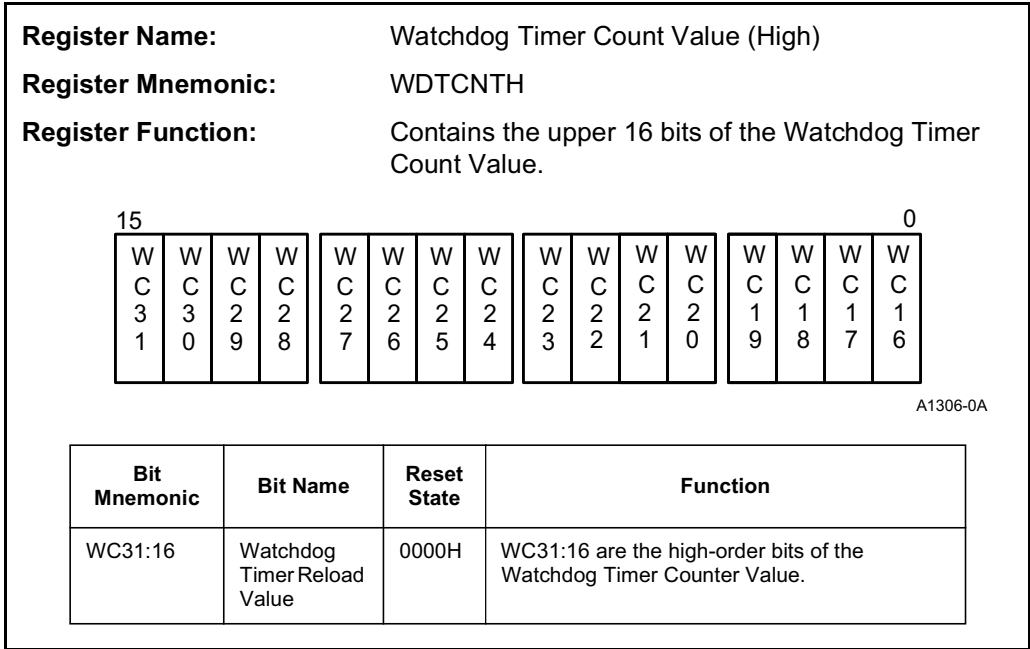 Register Name: Watchdog Timer Count Value (High)
Register Mnemonic: WDTCNTH
Register Function: Contains the upper 16 bits of the Watchdog Timer
Count Value.
15 0
WC31 WC30 WC29 WC28 WC27 WC26 WC25 WC24 WC23 WC22 WC21 WC20 WC19 WC18 WC17 WC16
A1306-0A
Bit Mnemonic Bit Name Reset State Function
WC31:16 Watchdog 0000H WC31:16 are the high-order bits of the
Timer Reload Watchdog Timer Counter Value.
Value